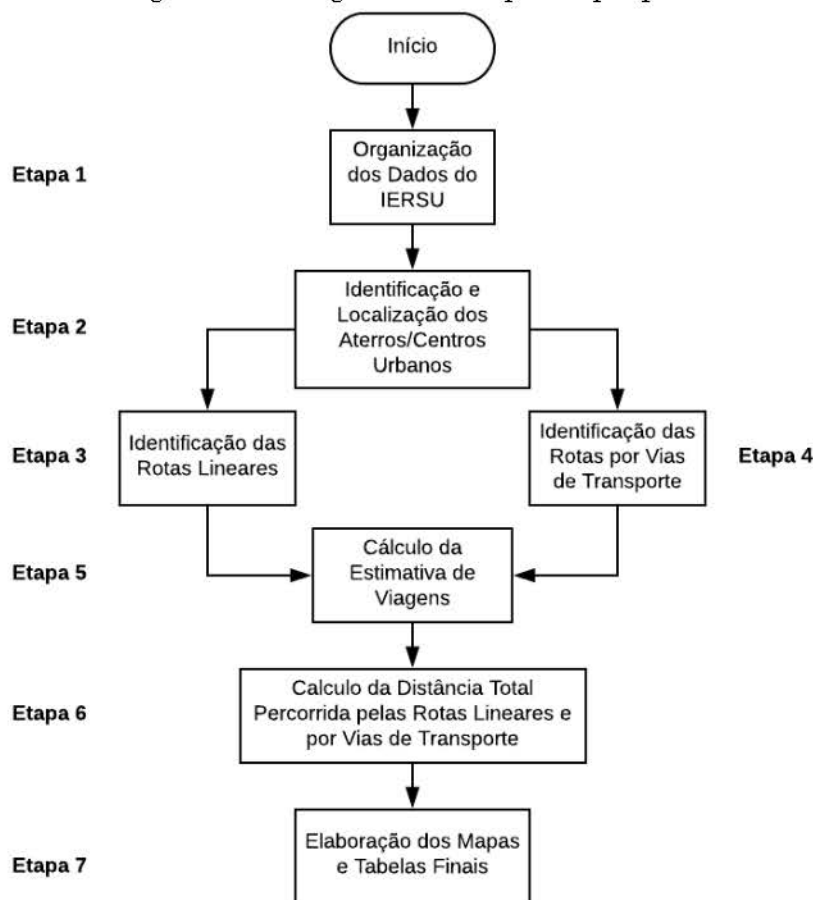 Início
Etapa 1
Organização
dos Dados do
IERSU
Etapa 2
Identificação e
Localização dos
Aterros/Centros
Urbanos
Etapa 3
Identificação das
Rotas Lineares
Identificação das
Rotas por Vias
de Transporte
Etapa 4
Etapa 5
Cálculo da
Estimativa de
Viagens
Etapa 6
Calculo da Distância Total
Percorrida pelas Rotas Lineares e
por Vias de Transporte
Etapa 7
Elaboração dos Mapas
e Tabelas Finais